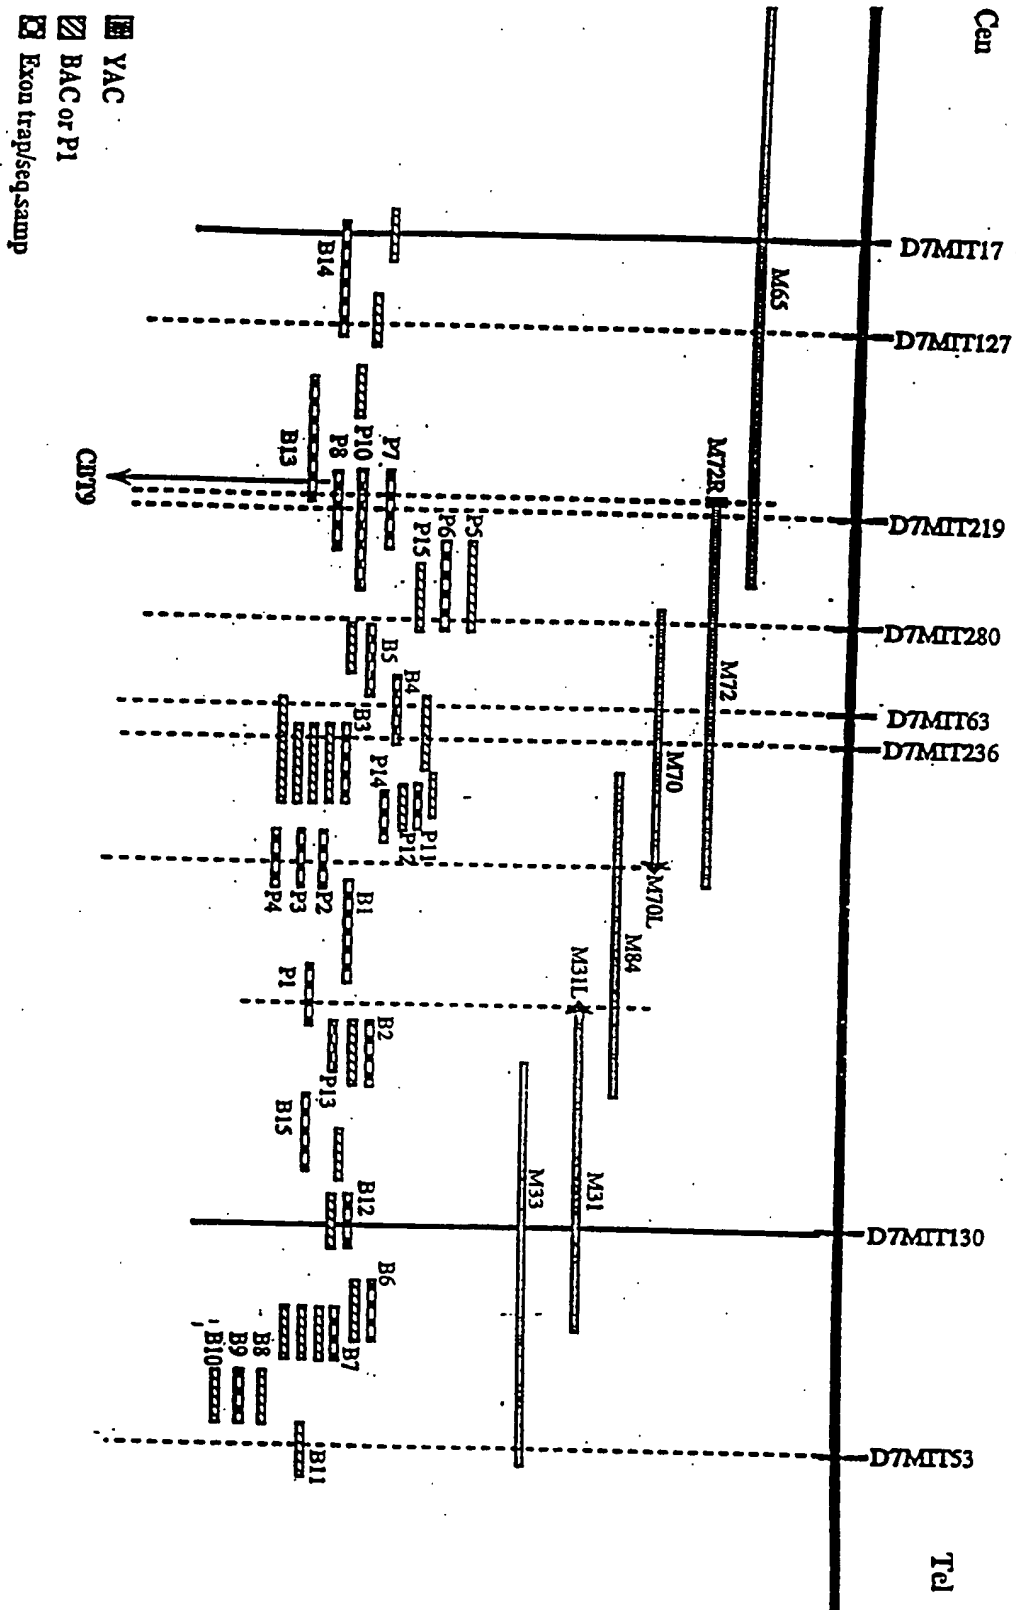 Cen
Tel
D7MIT17
D7MIT127
D7MIT219
D7MIT280
D7MIT63
D7MIT236
D7MIT130
D7MIT53
M65
M72R
M72
M70
M70L
M84
M31L
M31
M33
B14
B13
P8
P10
P7
P15
P6
P5
B5
B4
B3
P14
P12
P11
P4
P3
P2
B1
P1
B2
P13
B15
B12
B6
B7
B8
B9
B10
B11
CBT9
YAC
BAC or P1
Exon trap/seq.samp